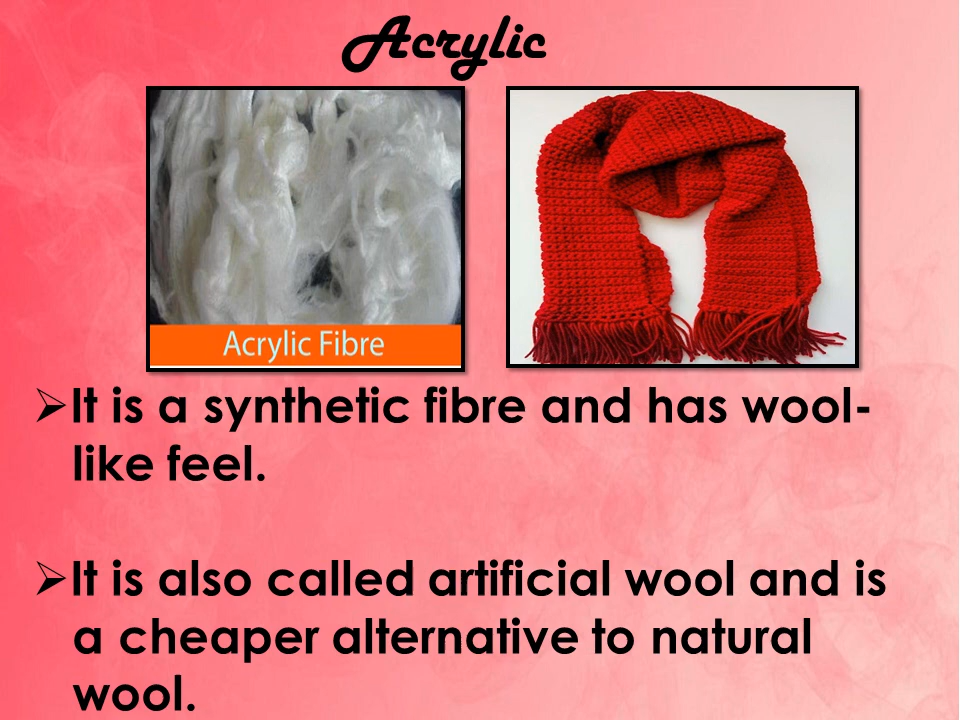 Acrylic
Acrylic Fibre
➢It is a synthetic fibre and has wool-
like feel.
➢It is also called artificial wool and is
a cheaper alternative to natural
wool.